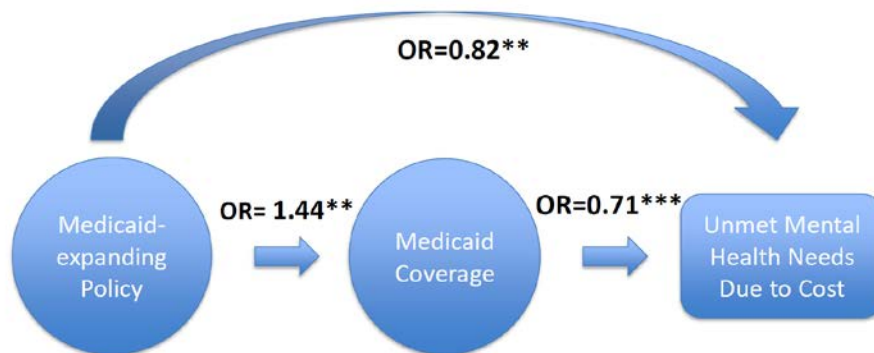 OR=0.82**
Medicaid-
expanding
Policy
OR= 1.44**
Medicaid
Coverage
OR=0.71***
Unmet Mental
Health Needs
Due to Cost